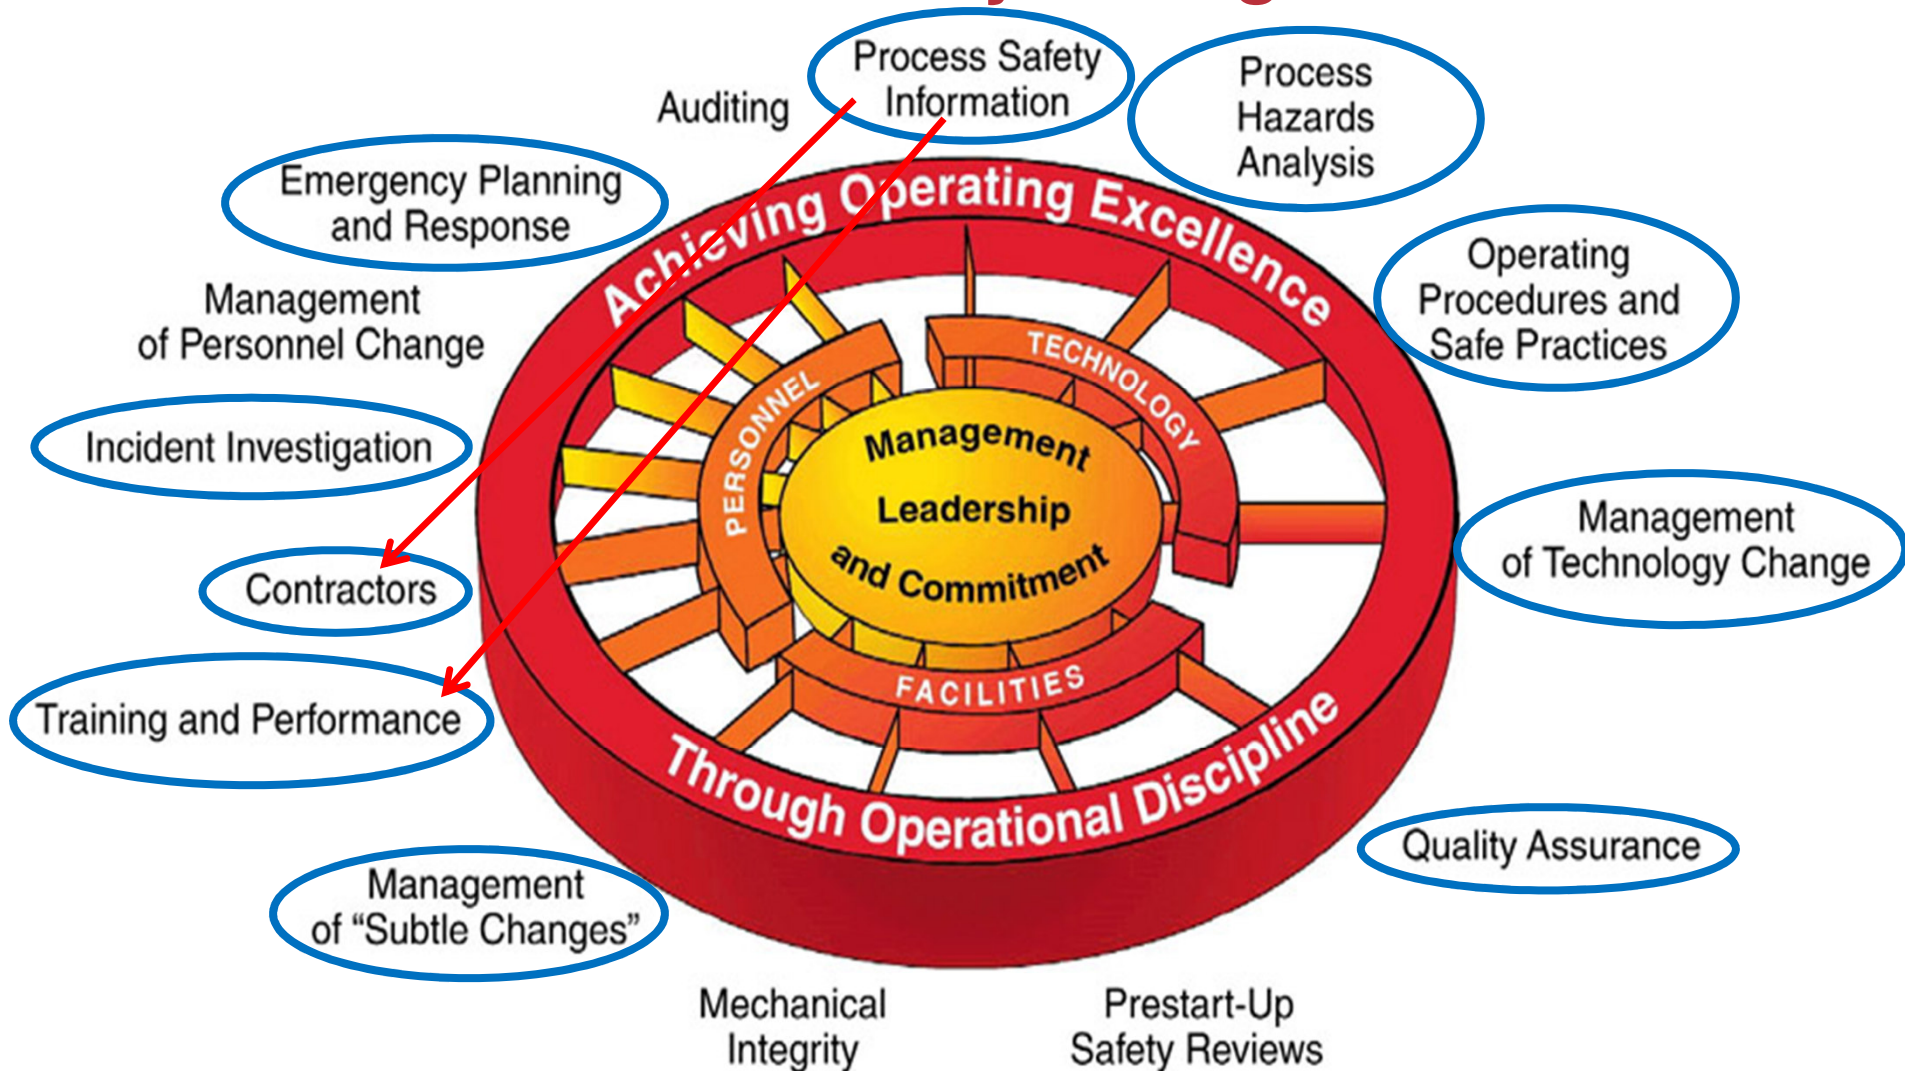 Process Safety
Information
Process
Hazards
Analysis
Auditing
Emergency Planning
and Response
Operating
Procedures and
Safe Practices
Management
of Personnel Change
Incident Investigation
Contractors
Training and Performance
Management
of Technology Change
Quality Assurance
Management
of “Subtle Changes”
Mechanical
Integrity
Prestart-Up
Safety Reviews
Achieving Operating Excellence
Through Operational Discipline
PERSONNEL
TECHNOLOGY
FACILITIES
Management
Leadership
and Commitment